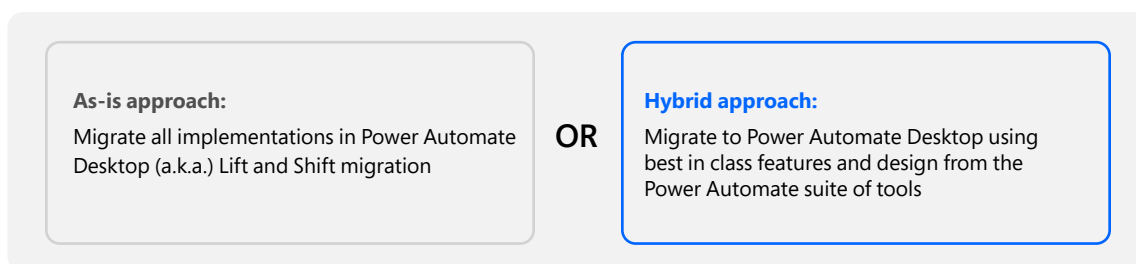 As-is approach:
Migrate all implementations in Power Automate
Desktop (a.k.a.) Lift and Shift migration
OR
Hybrid approach:
Migrate to Power Automate Desktop using
best in class features and design from the
Power Automate suite of tools